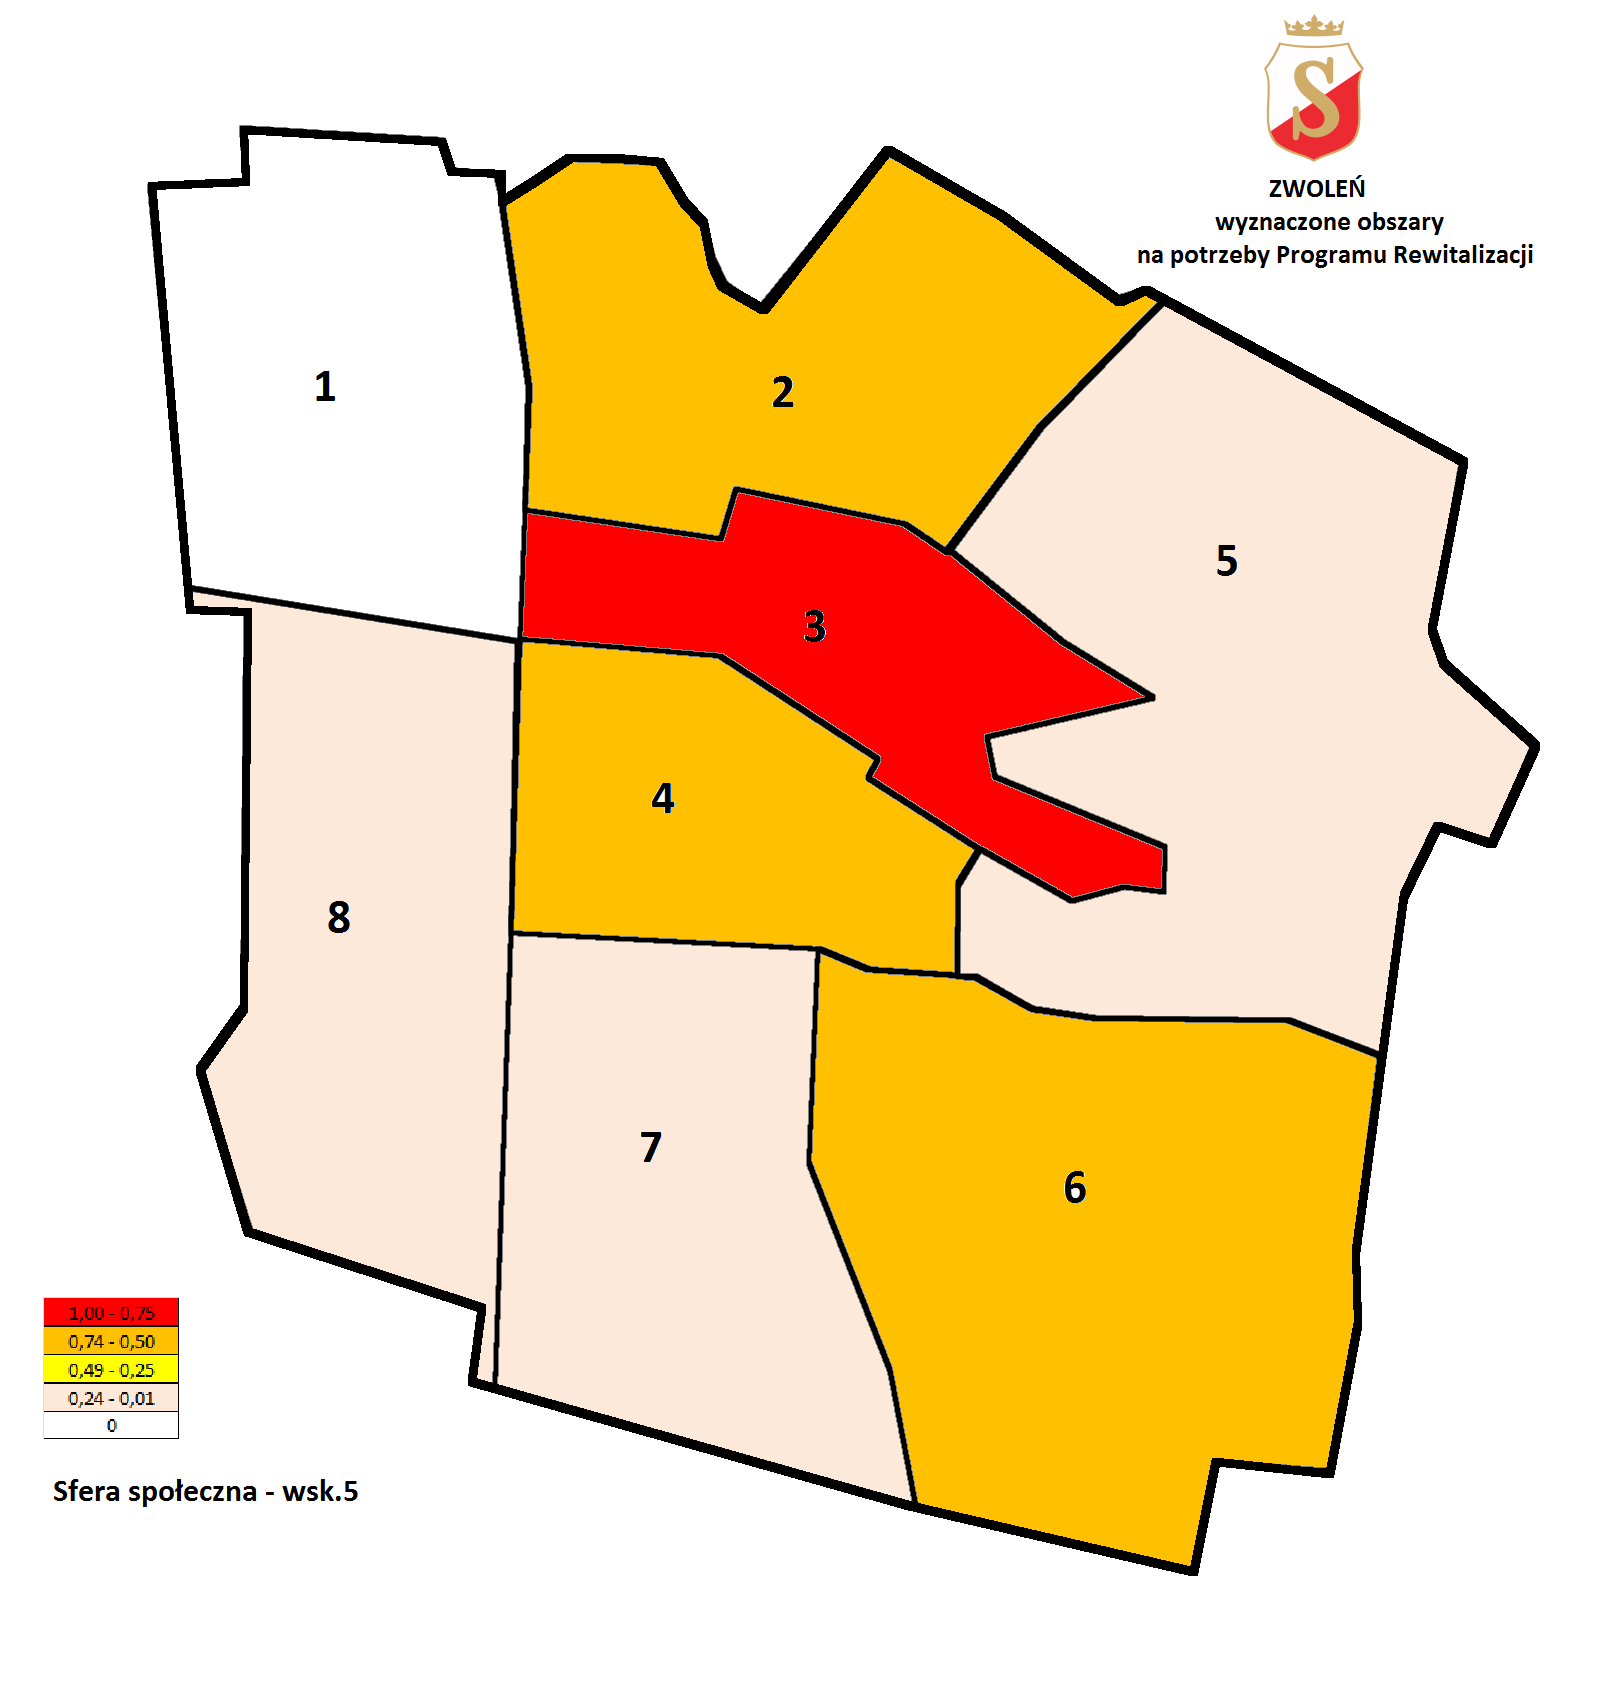 S
ZWOLEŃ
wyznaczone obszary
na potrzeby Programu Rewitalizacji
1
2
5
3
4
8
7
6
1,00 - 0,75
0,74 - 0,50
0,49 - 0,25
0,24 - 0,01
0
Sfera społeczna - wsk.5